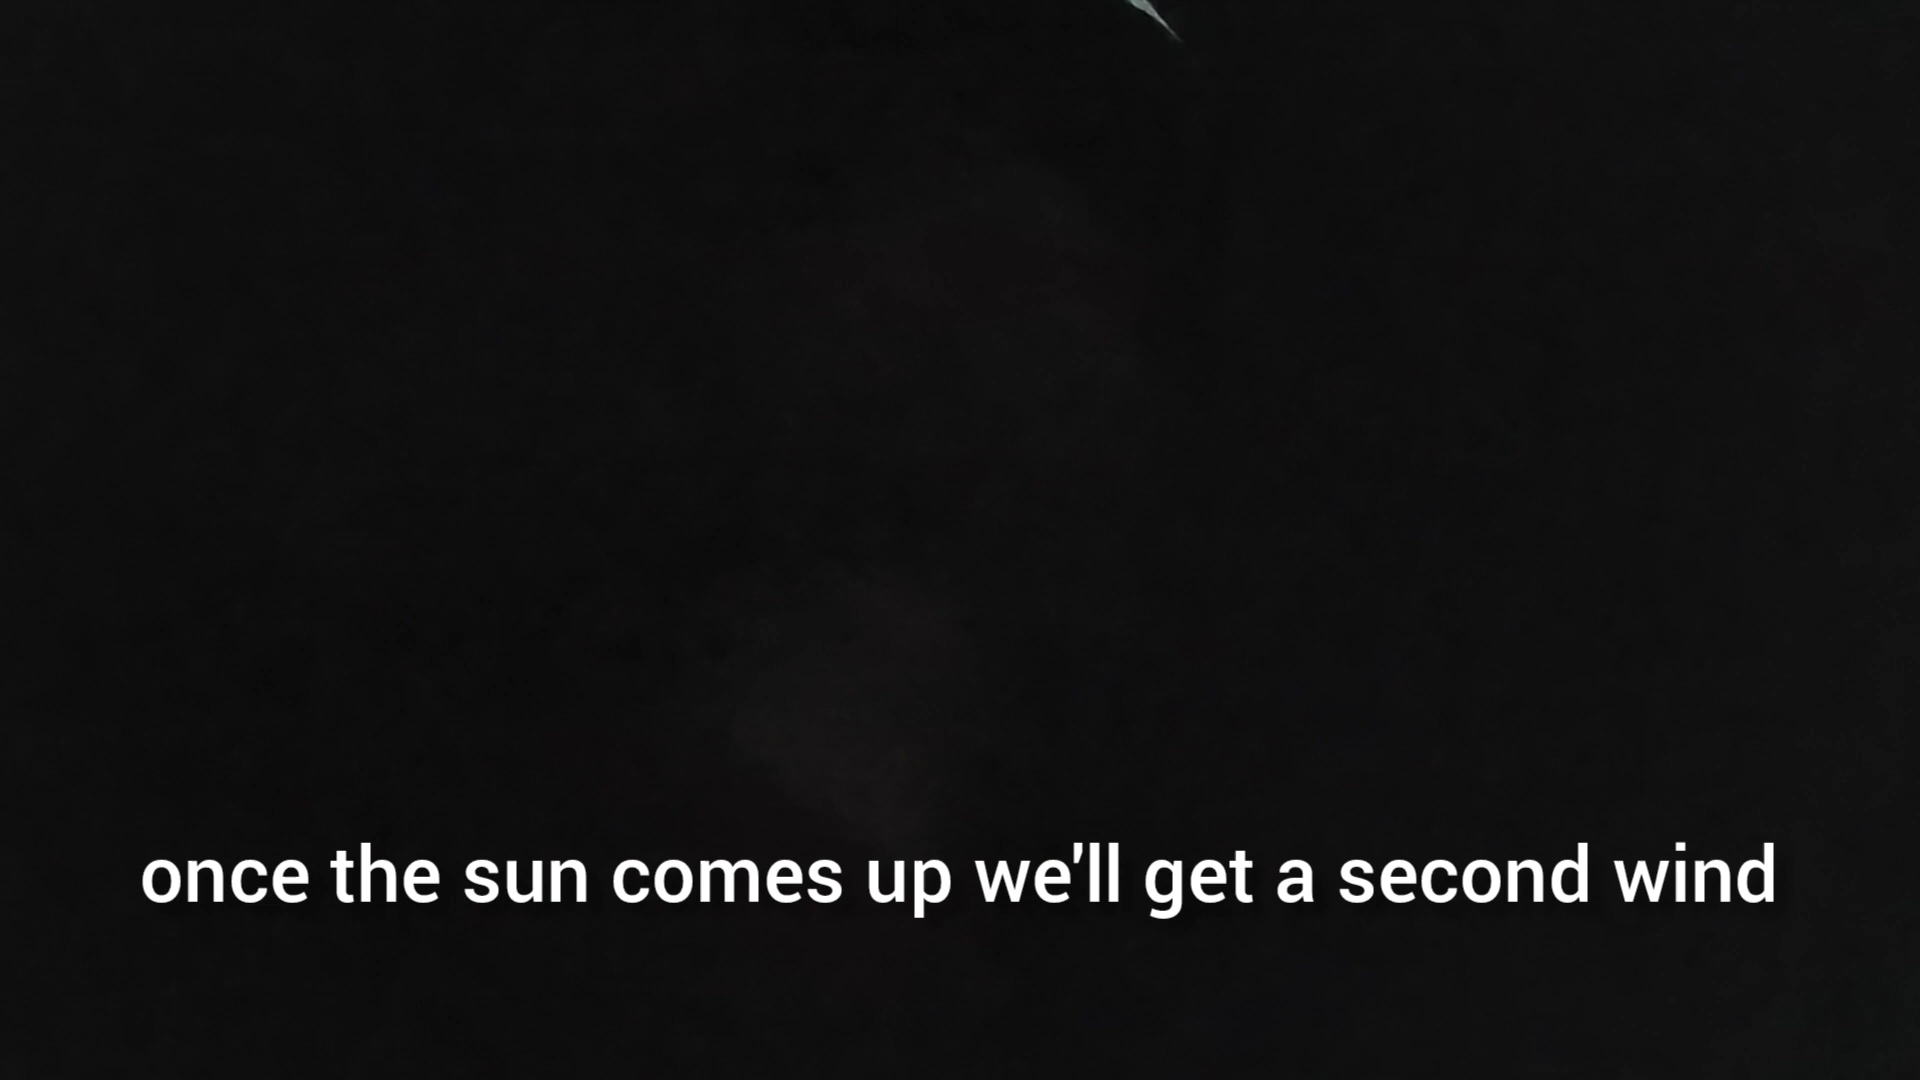 once the sun comes up we'll get a second wind